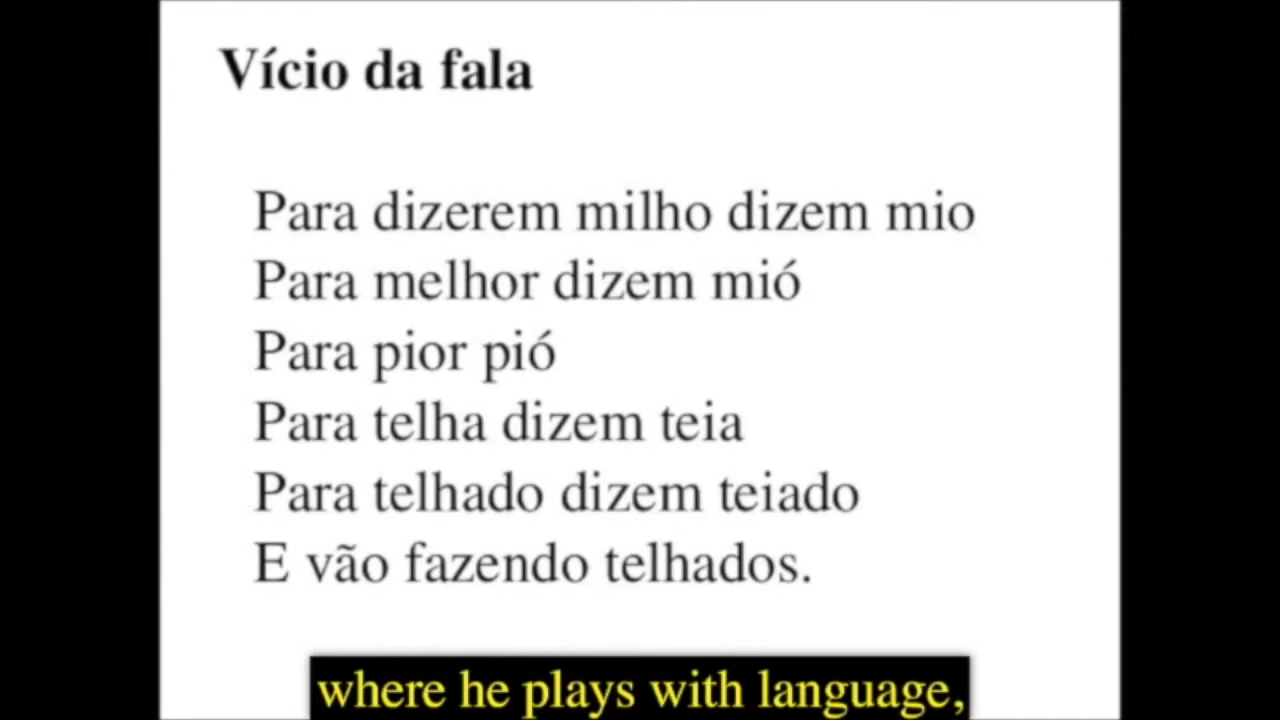 Vício da fala
Para dizerem milho dizem mio
Para melhor dizem mió
Para pior pió
Para telha dizem teia
Para telhado dizem teiado
E vão fazendo telhados.
where he plays with language,